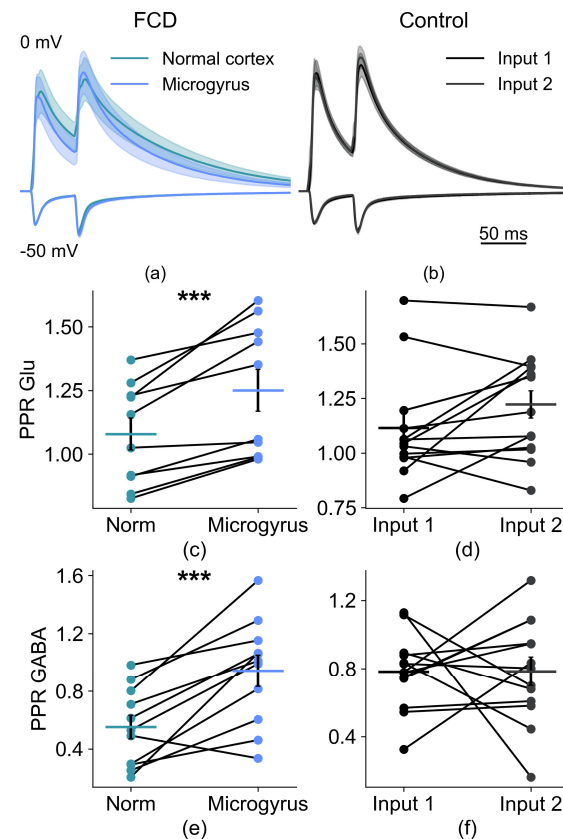 FCD
Control
0 mV
Normal cortex
Microgyrus
Input 1
Input 2
-50 mV
50 ms
(a)
(b)
***
1.50
1.25
1.00
PPR Glu
Norm
Microgyrus
(c)
1.50
1.25
1.00
0.75
Input 1
Input 2
(d)
***
1.6
1.2
0.8
0.4
PPR GABA
Norm
Microgyrus
(e)
1.2
0.8
0.4
Input 1
Input 2
(f)